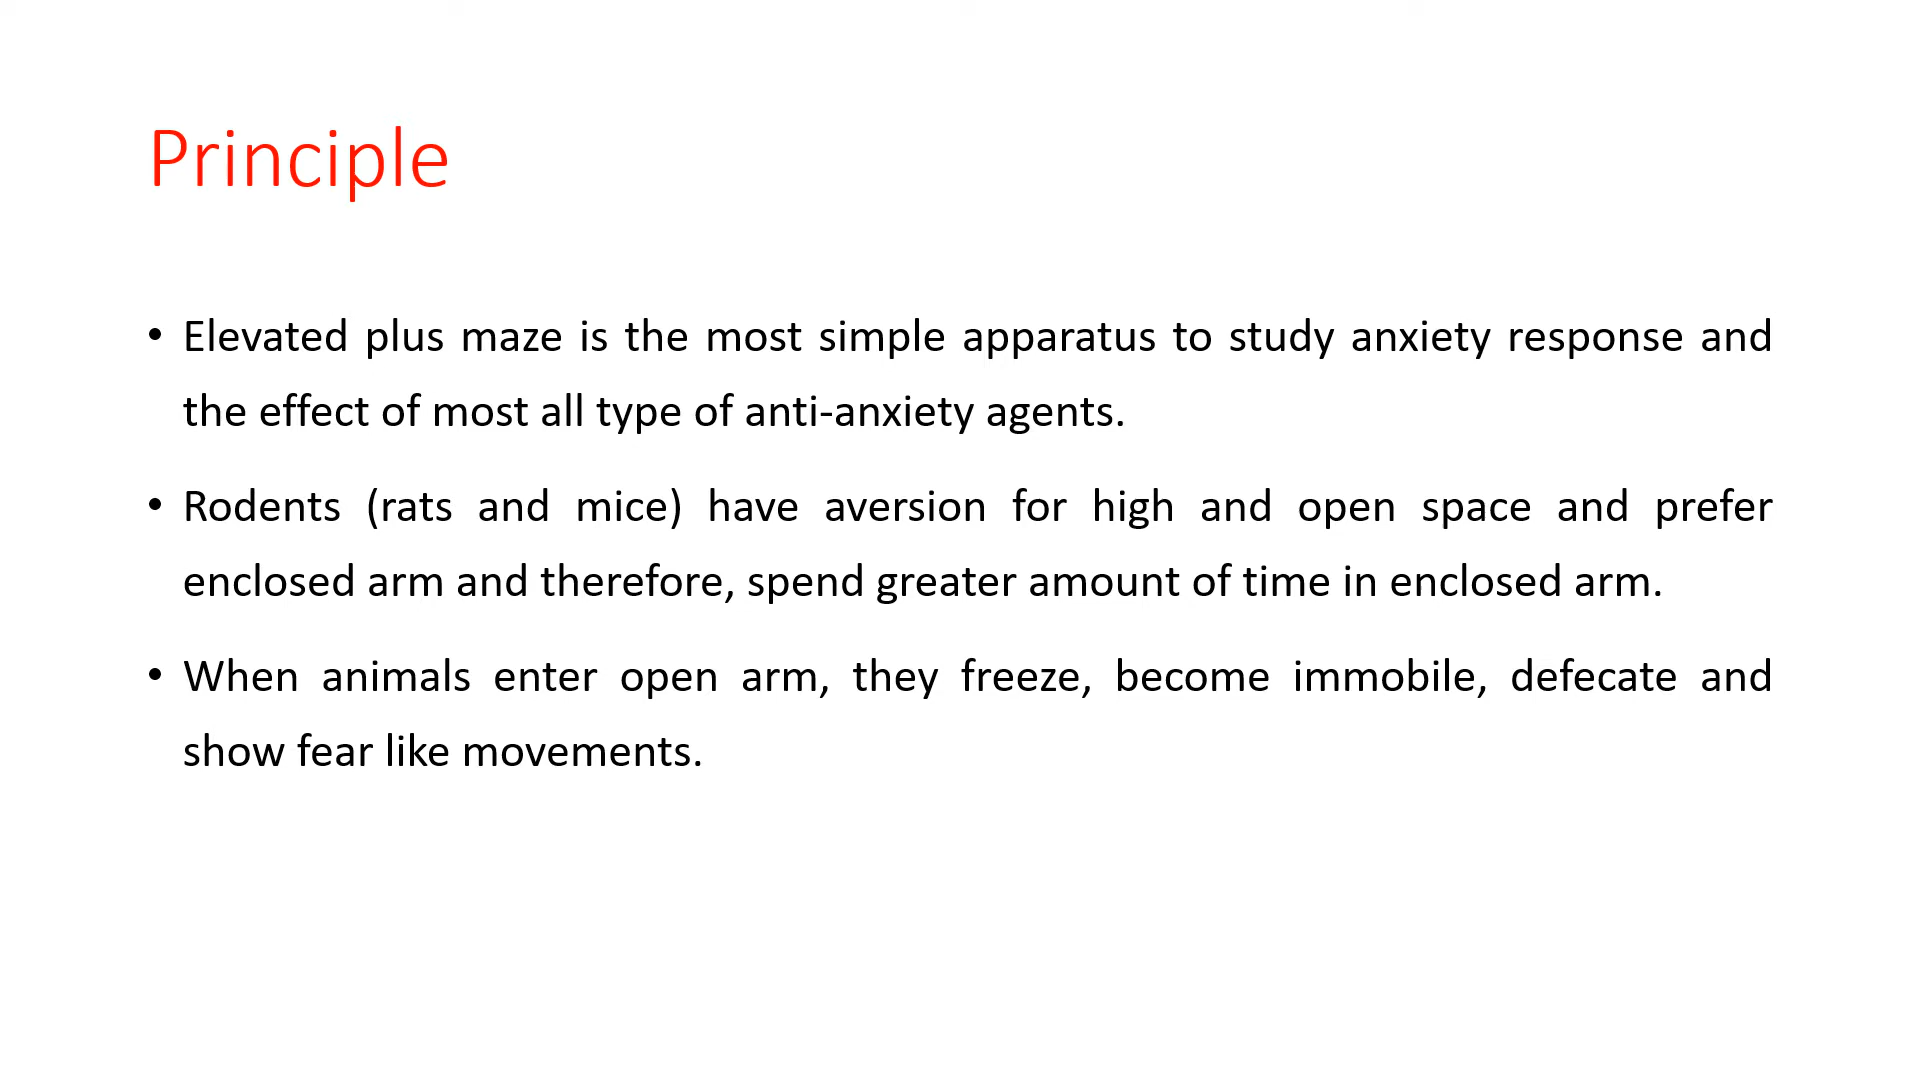 Principle
• Elevated plus maze is the most simple apparatus to study anxiety response and
the effect of most all type of anti-anxiety agents.
• Rodents (rats and mice) have aversion for high and open space and prefer
enclosed arm and therefore, spend greater amount of time in enclosed arm.
• When animals enter open arm, they freeze, become immobile, defecate and
show fear like movements.